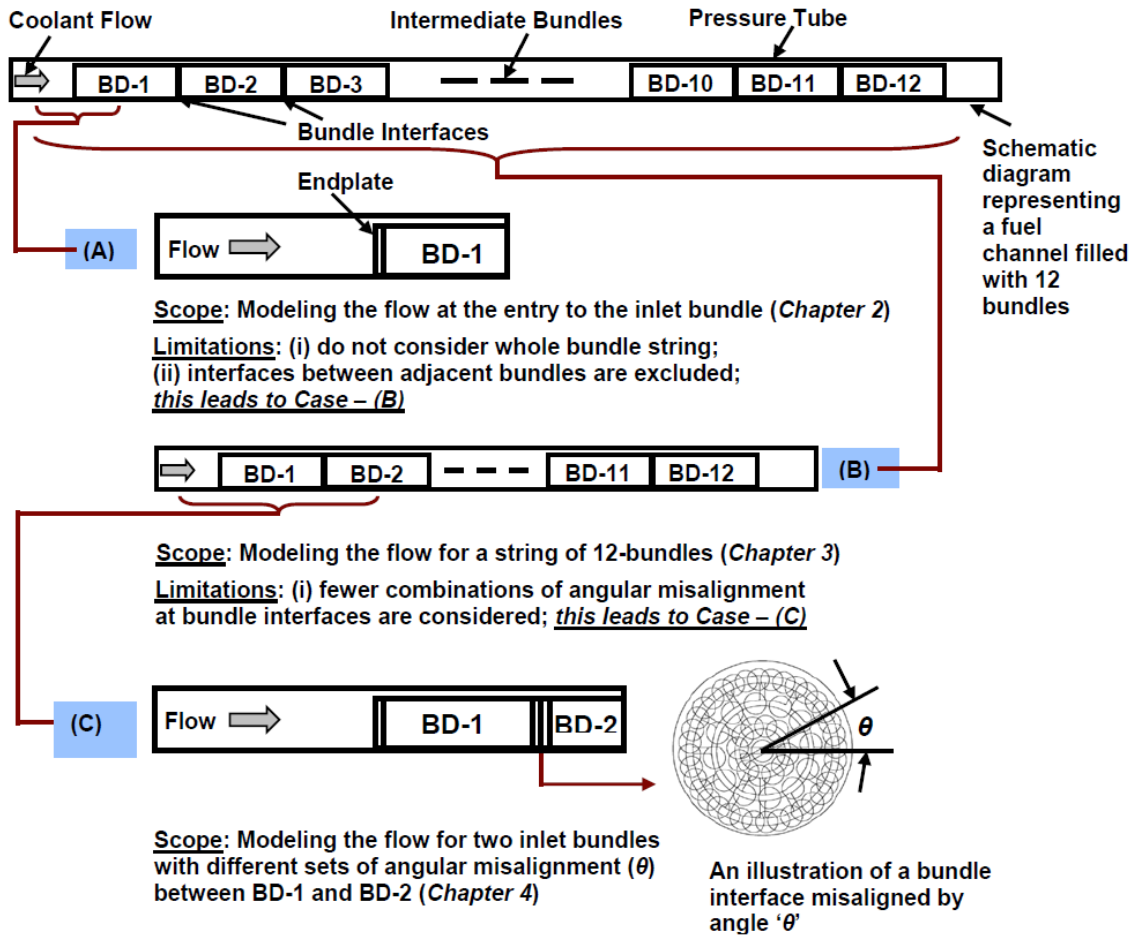 Coolant Flow
Intermediate Bundles
Pressure Tube
BD-1 BD-2 BD-3 BD-10 BD-11 BD-12
Bundle Interfaces
Schematic
diagram
representing
a fuel
channel filled
with 12
bundles
Endplate
(A)
Flow
BD-1
Scope: Modeling the flow at the entry to the inlet bundle (Chapter 2)
Limitations: (i) do not consider whole bundle string;
(ii) interfaces between adjacent bundles are excluded;
this leads to Case – (B)
BD-1 BD-2 BD-11 BD-12
(B)
Scope: Modeling the flow for a string of 12-bundles (Chapter 3)
Limitations: (i) fewer combinations of angular misalignment
at bundle interfaces are considered; this leads to Case – (C)
(C)
Flow
BD-1 BD-2
θ
Scope: Modeling the flow for two inlet bundles
with different sets of angular misalignment (θ)
between BD-1 and BD-2 (Chapter 4)
An illustration of a bundle
interface misaligned by
angle ‘θ’